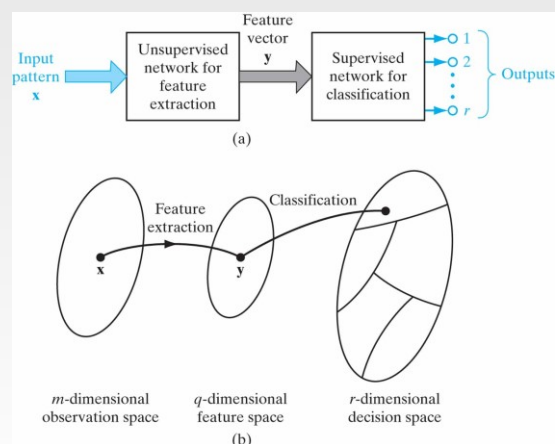 Input
pattern
x
Unsupervised
network for
feature
extraction
Feature
vector
y
Supervised
network for
classification
1
2
r
Outputs
(a)
Feature
extraction
Classification
x
y
m-dimensional
observation space
q-dimensional
feature space
r-dimensional
decision space
(b)